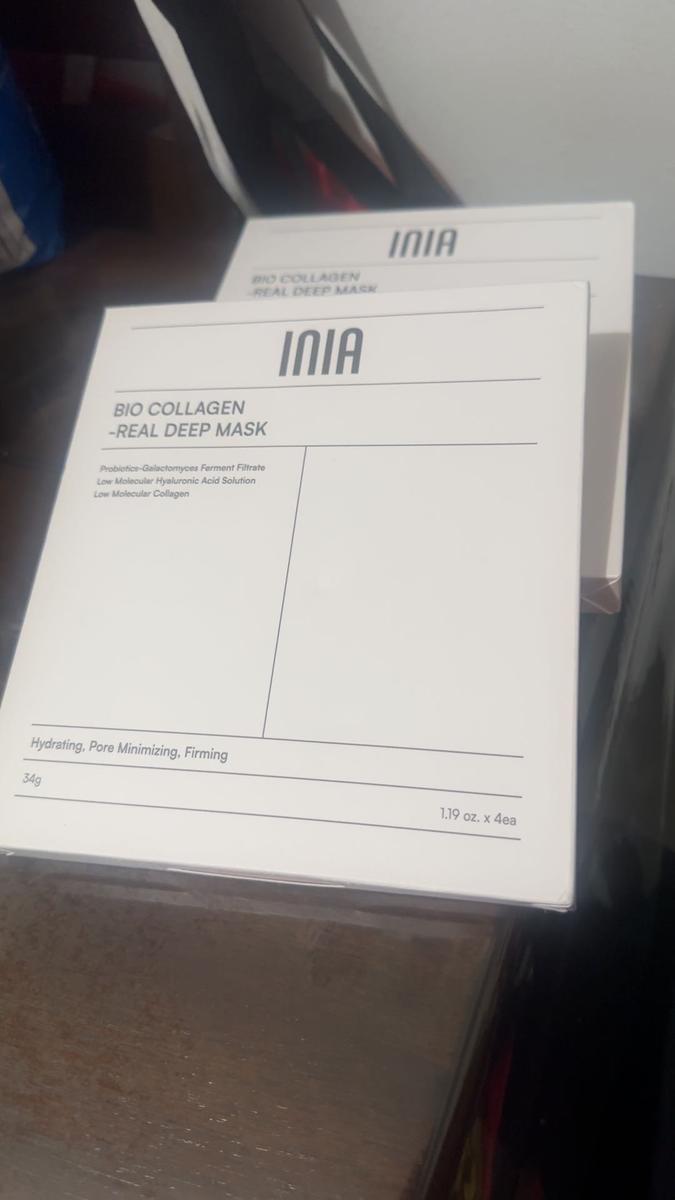 INIA
BIO COLLAGEN
-REAL DEEP MASK
INIA
BIO COLLAGEN
-REAL DEEP MASK
Probiotics-Galactomyces Ferment Filtrate
Low Molecular Hyaluronic Acid Solution
Low Molecular Collagen
Hydrating, Pore Minimizing, Firming
34g
1.19 oz. x 4ea